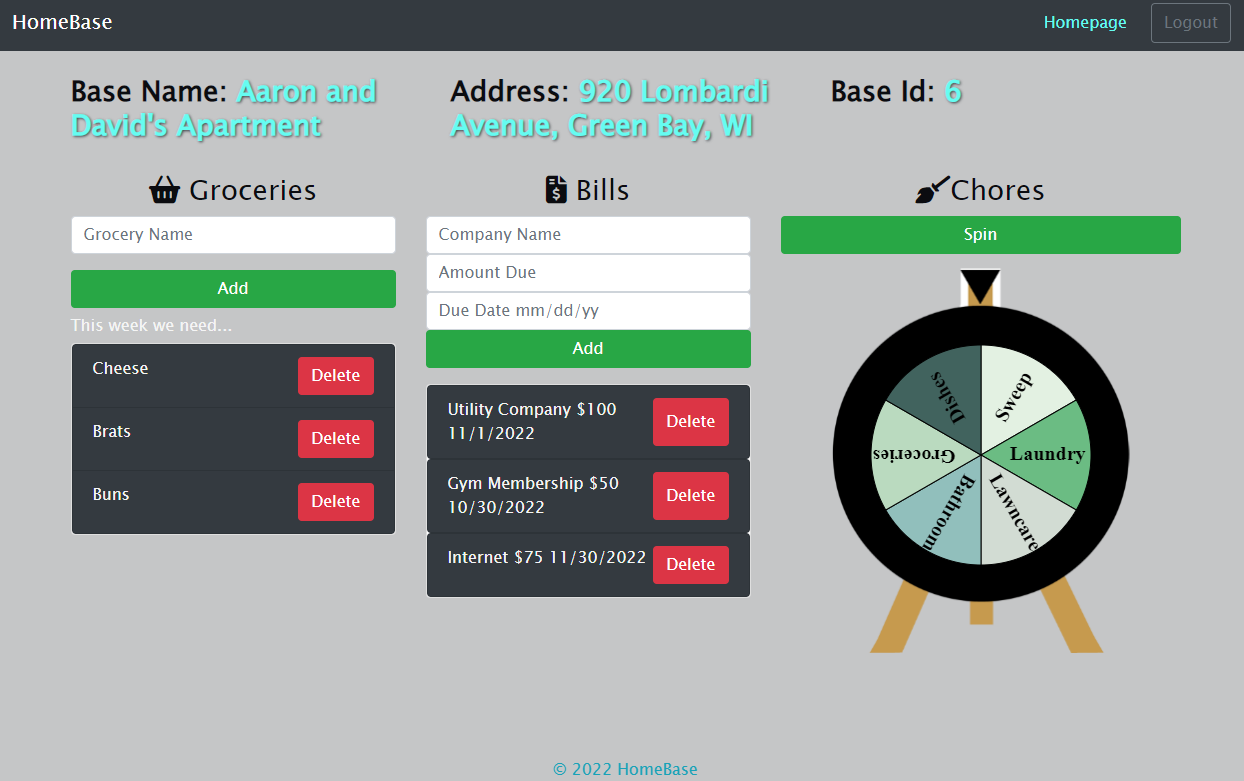 HomeBase
Homepage
Logout
Base Name: Aaron and
David's Apartment
Address: 920 Lombardi
Avenue, Green Bay, WI
Base Id: 6
Groceries
Grocery Name
Add
This week we need...
Cheese
Delete
Brats
Delete
Buns
Delete
Bills
Company Name
Amount Due
Due Date mm/dd/yy
Add
Utility Company $100
11/1/2022
Delete
Gym Membership $50
10/30/2022
Delete
Internet $75 11/30/2022
Delete
Chores
Spin
Dishes
Sweep
Groceries
Laundry
Bathroom
Lawncare
© 2022 HomeBase